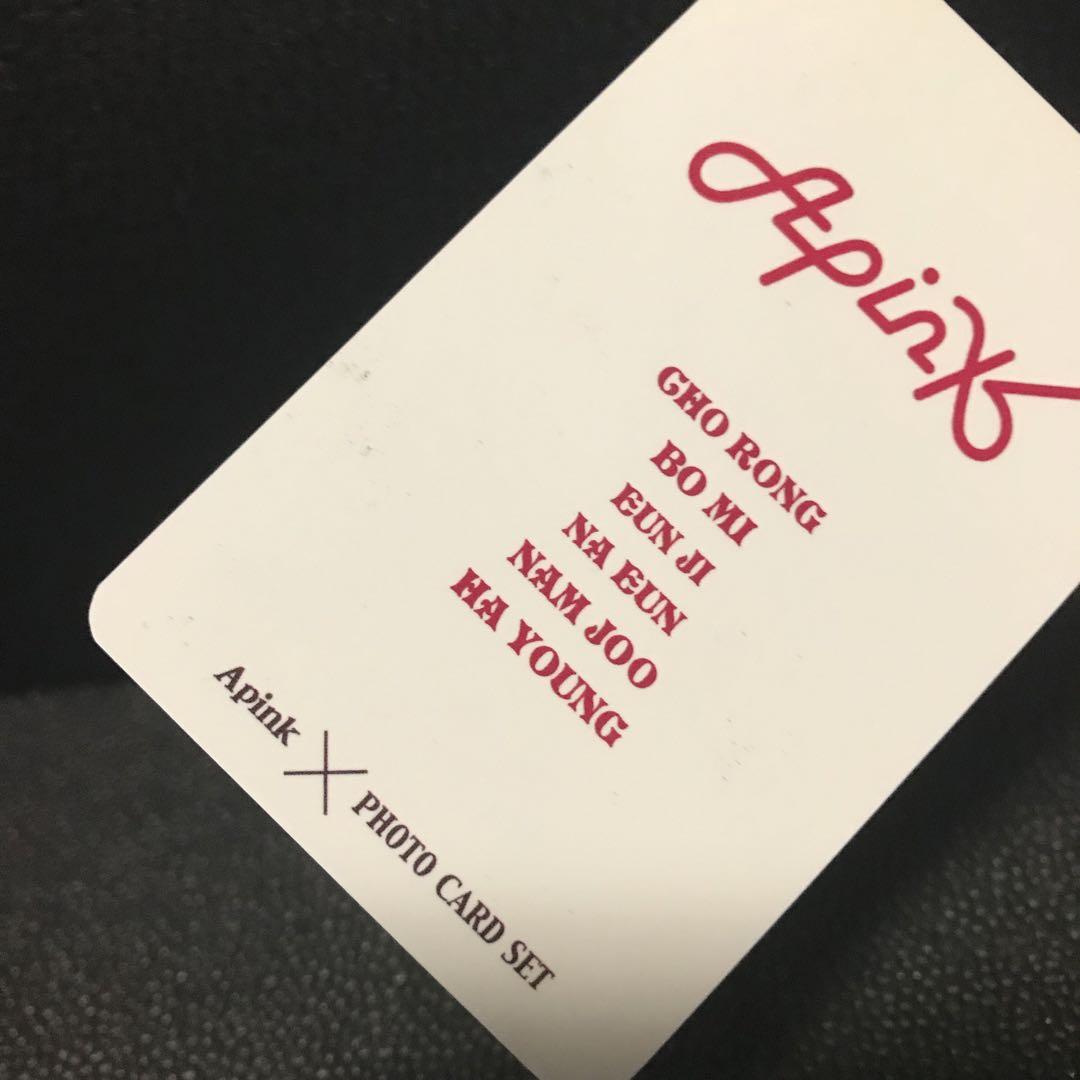 Apink
CHO RONG
BO MI
EUN JI
NA EUN
NAM JOO
HA YOUNG
Apink X PHOTO CARD SET